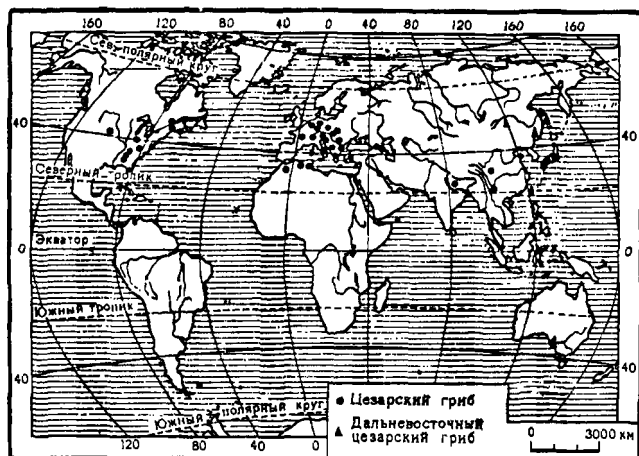 160 120 80 40 0 40 80 120 160 160
Сев. полярный круг
40 40
Северный тропик
Экватор
0 0
Южный тропик
40 40
Южный полярный круг
Цезарский гриб
Дальневосточный
цезарский гриб
0 3000 км
120 80 60 40 0